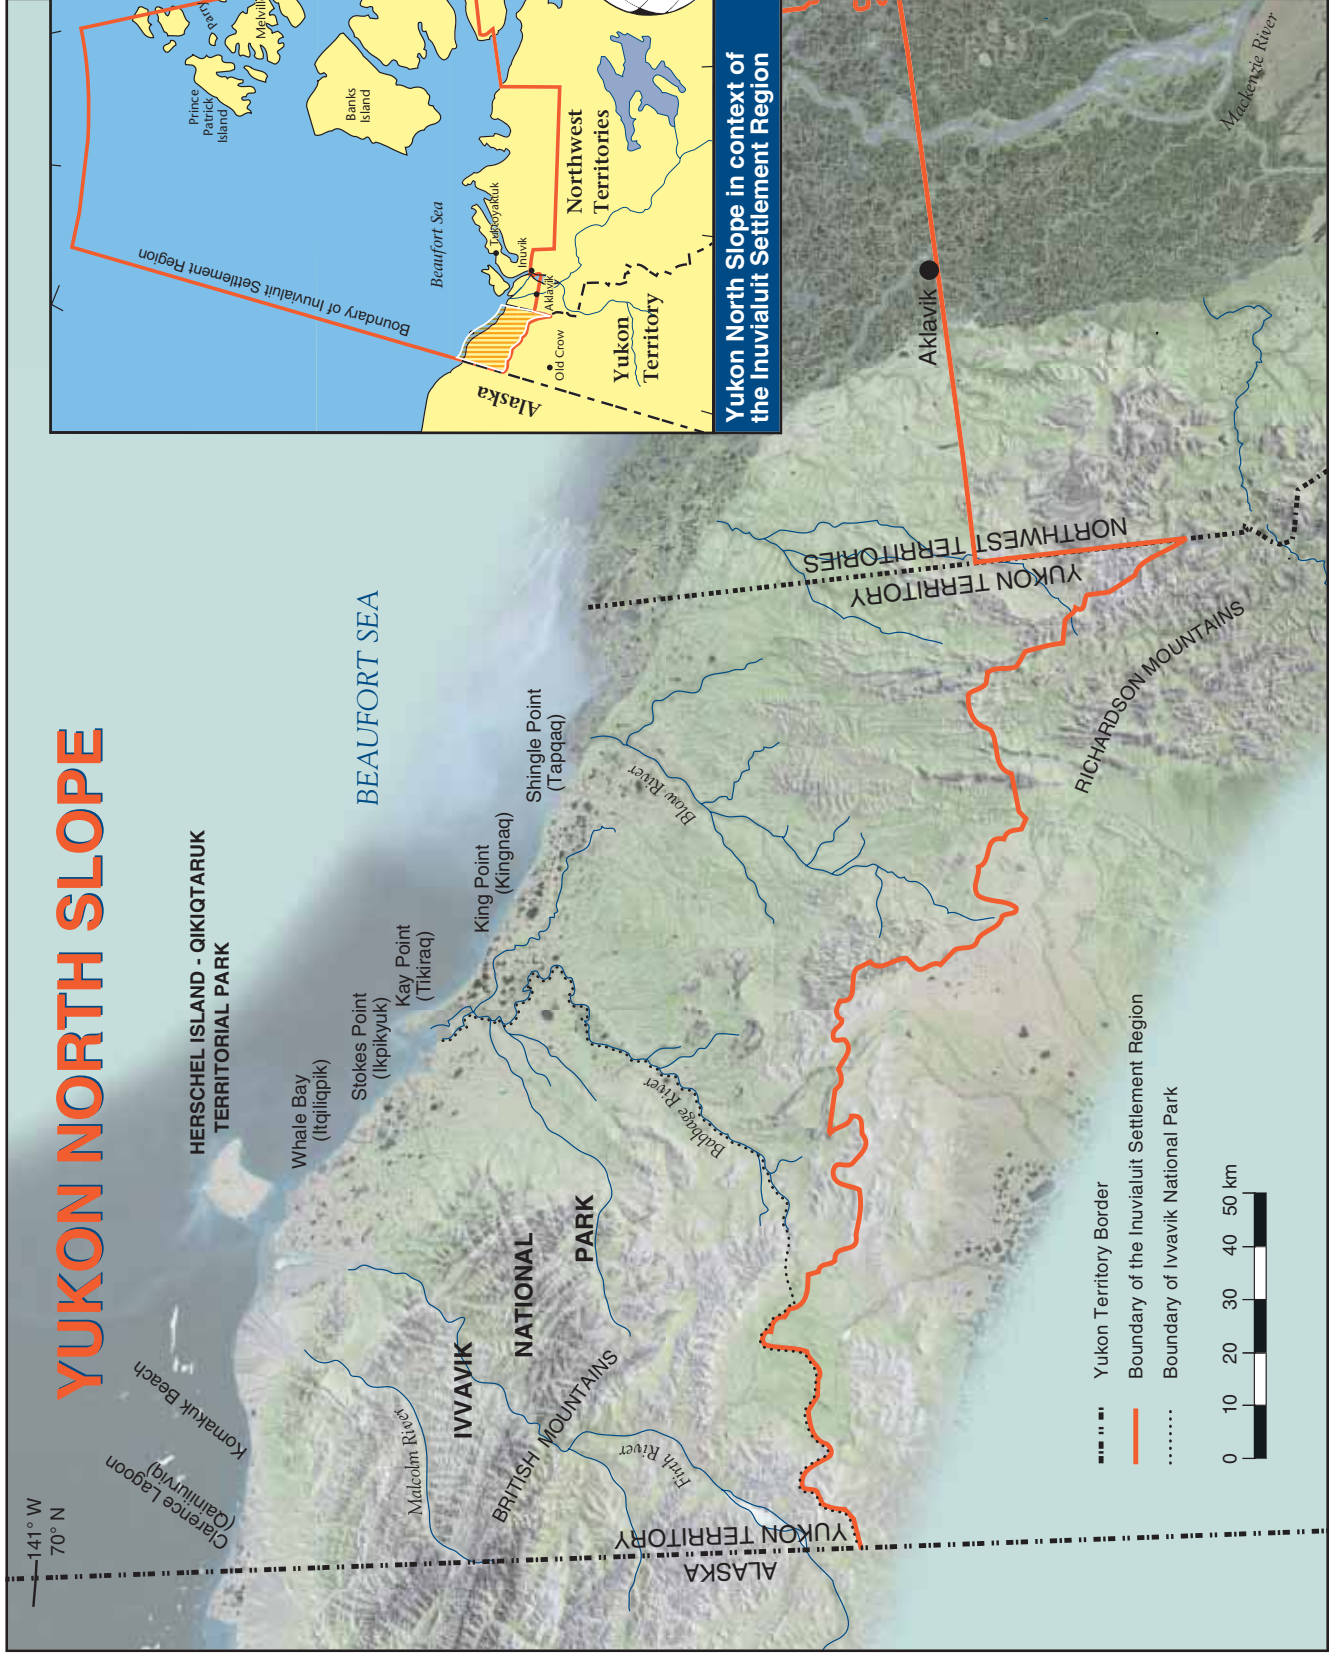 YUKON NORTH SLOPE
141° W
70° N
Clarence Lagoon
(Qainiiurviq)
Komakuk Beach
HERSCHEL ISLAND - QIKIQTARUK
TERRITORIAL PARK
Whale Bay
(Itqiliqpik)
Stokes Point
(Ikpikyuk)
Kay Point
(Tikiraq)
King Point
(Kingnaq)
Shingle Point
(Tapqaq)
BEAUFORT SEA
Malcolm River
IVVAVIK
NATIONAL
PARK
BRITISH MOUNTAINS
Firth River
Babbage River
Blow River
ALASKA
YUKON TERRITORY
YUKON TERRITORY
NORTHWEST TERRITORIES
RICHARDSON MOUNTAINS
Aklavik
Mackenzie River
Yukon Territory Border
Boundary of the Inuvialuit Settlement Region
Boundary of Ivvavik National Park
0 10 20 30 40 50 km
Boundary of Inuvialuit Settlement Region
Prince
Patrick
Island
Parry
Banks
Island
Beaufort Sea
Tuktoyaktuk
Inuvik
Aklavik
Old Crow
Alaska
Yukon
Territory
Northwest
Territories
Yukon North Slope in context of
the Inuvialuit Settlement Region